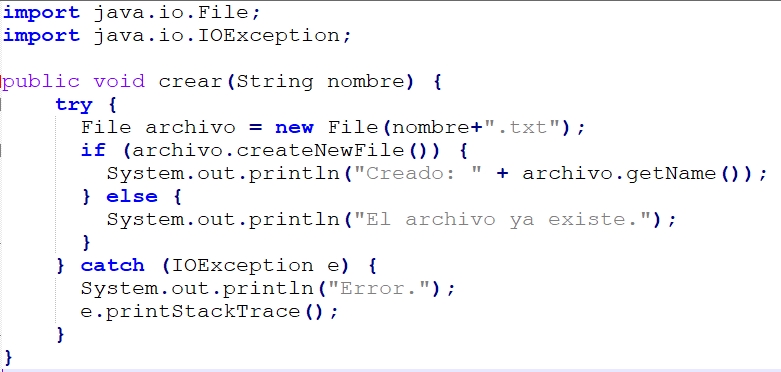 import java.io.File;
import java.io.IOException;

public void crear(String nombre) {
    try {
      File archivo = new File(nombre+".txt");
      if (archivo.createNewFile()) {
        System.out.println("Creado: " + archivo.getName());
      } else {
        System.out.println("El archivo ya existe.");
      }
    } catch (IOException e) {
      System.out.println("Error.");
      e.printStackTrace();
    }
}